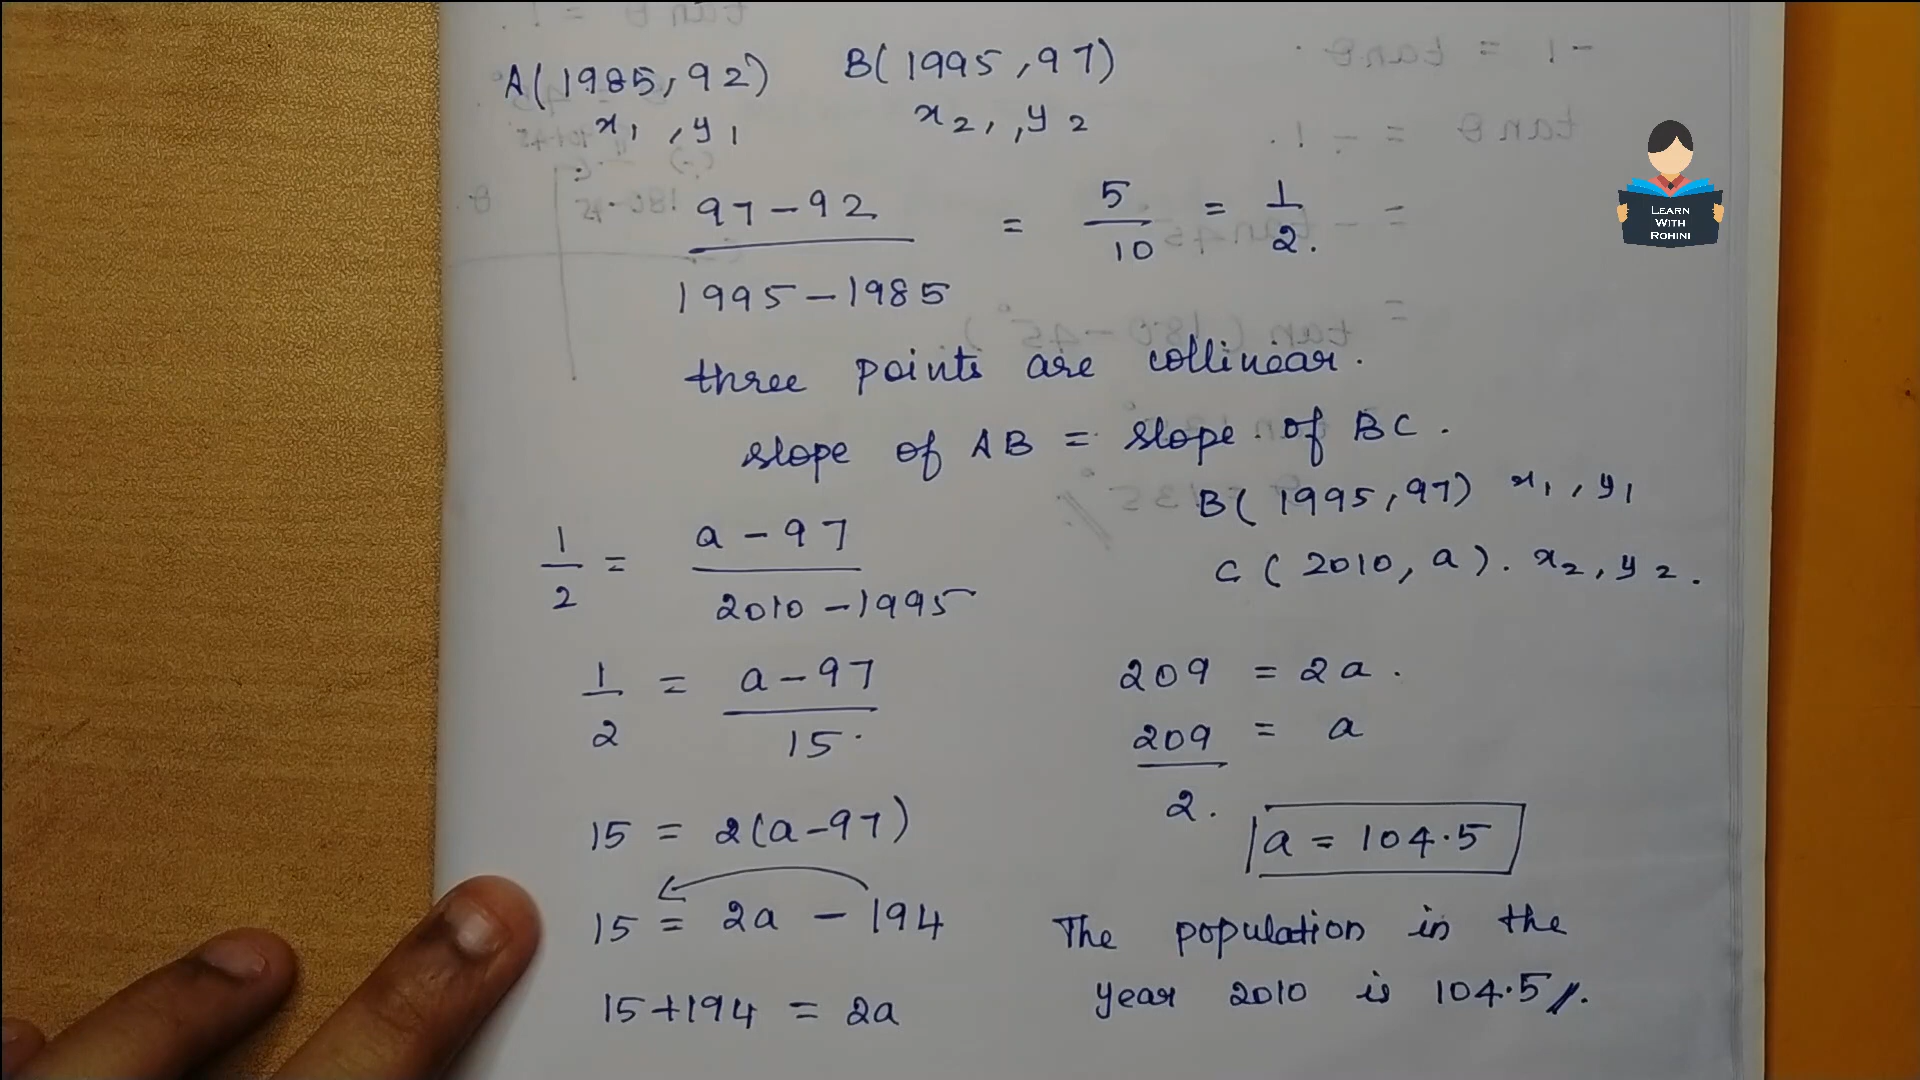 A(1985, 92) B(1995, 97)
x1, y1 x2, y2
97 - 92 / 1995 - 1985 = 5/10 = 1/2.
three points are collinear.
slope of AB = slope of BC.
B(1995, 97) x1, y1
C(2010, a). x2, y2.
1/2 = a - 97 / 2010 - 1995
1/2 = a - 97 / 15.
15 = 2(a - 97)
15 = 2a - 194
15 + 194 = 2a
209 = 2a.
209 / 2. = a
a = 104.5
The population in the
year 2010 is 104.5 //.
LEARN
WITH
ROHINI